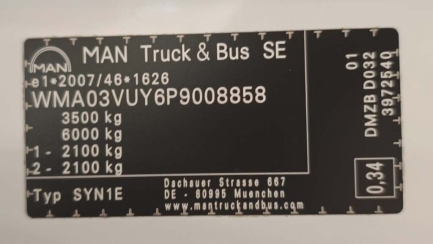 MAN
MAN Truck & Bus SE
e1*2007/46*1626
WMA03VUY6P9008858
3500 kg
6000 kg
1- 2100 kg
2- 2100 kg
Typ SYN1E
Dachauer Strasse 667
DE - 80995 Muenchen
www.mantruckandbus.com
01
DMZB D032
3972540
0,34